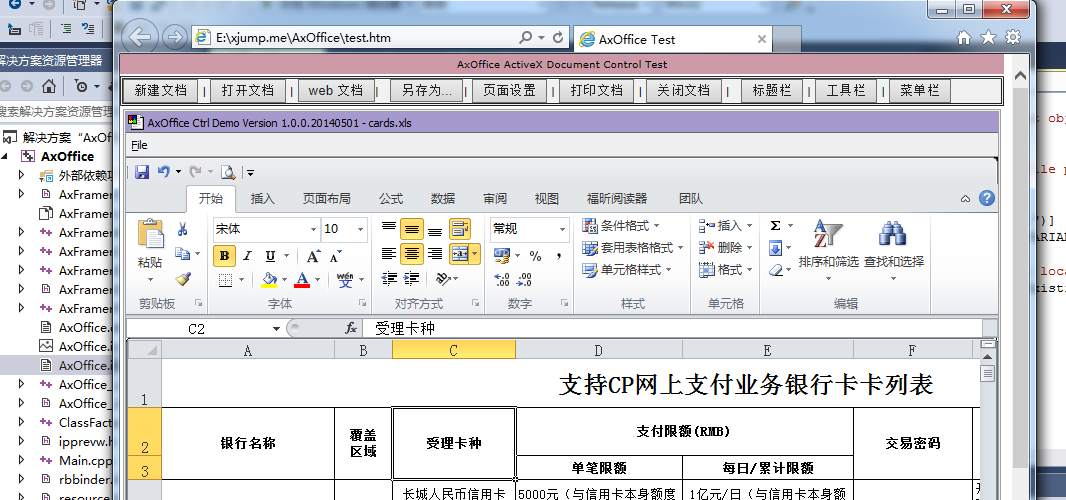 Windows
Release
Win32
E:\xjump.me\AxOffice\test.htm
AxOffice Test
AxOffice ActiveX Document Control Test
新建文档 | 打开文档 | web 文档 | 另存为... | 页面设置 | 打印文档 | 关闭文档 | 标题栏 | 工具栏 | 菜单栏
AxOffice Ctrl Demo Version 1.0.0.20140501 - cards.xls
File
开始 插入 页面布局 公式 数据 审阅 视图 福昕阅读器 团队
粘贴
宋体 10
B I U
常规
% ,
条件格式
套用表格格式
单元格样式
插入
删除
格式
Σ
排序和筛选 查找和选择
剪贴板 字体 对齐方式 数字 样式 单元格 编辑
C2 fx 受理卡种
A B C D E F
1 支持CP网上支付业务银行卡卡列表
2 银行名称 覆盖区域 受理卡种 支付限额(RMB) 交易密码
3 单笔限额 每日/累计限额
长城人民币信用卡 5000元（与信用卡本身额度 1亿元/日（与信用卡本身额
解决方案资源管理器
搜索解决方案资源管理
解决方案 "AxOf
AxOffice
外部依赖项
AxFramer
AxFramer
AxFramer
AxFramer
AxFramer
AxFramer
AxFramer
AxOffice.
AxOffice.i
AxOffice.i
AxOffice_
AxOffice_
ClassFact
ipprevw.h
Main.cpp
rbbinder.
resource